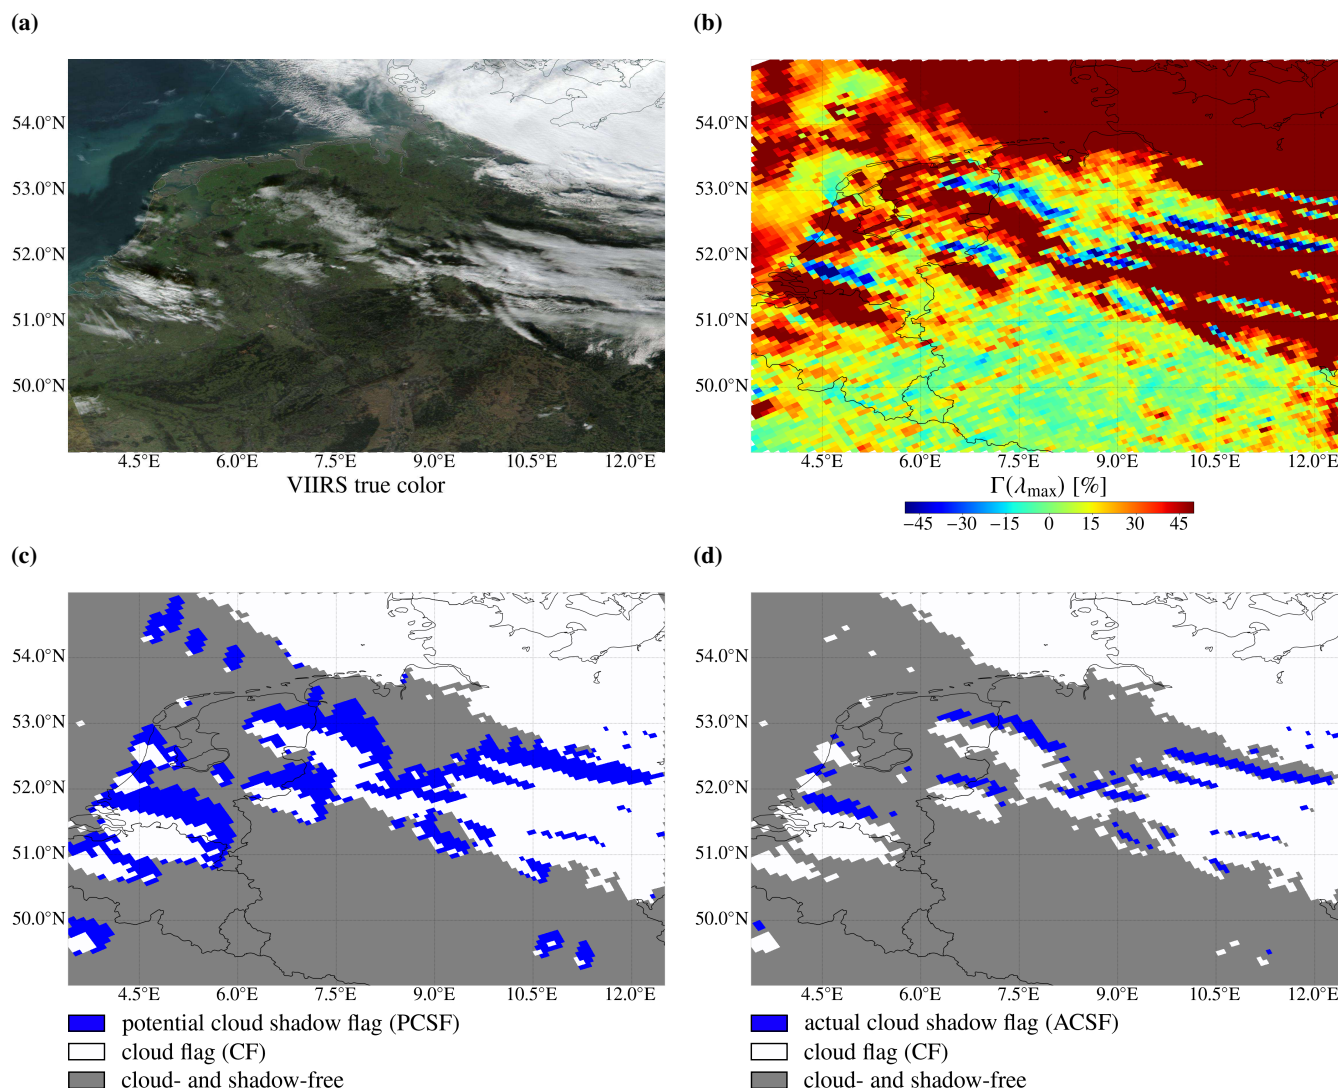 (a)
(b)
54.0°N
53.0°N
52.0°N
51.0°N
50.0°N
4.5°E 6.0°E 7.5°E 9.0°E 10.5°E 12.0°E
VIIRS true color
54.0°N
53.0°N
52.0°N
51.0°N
50.0°N
4.5°E 6.0°E 7.5°E 9.0°E 10.5°E 12.0°E
Γ(λmax) [%]
−45 −30 −15 0 15 30 45
(c)
(d)
54.0°N
53.0°N
52.0°N
51.0°N
50.0°N
4.5°E 6.0°E 7.5°E 9.0°E 10.5°E 12.0°E
potential cloud shadow flag (PCSF)
cloud flag (CF)
cloud- and shadow-free
54.0°N
53.0°N
52.0°N
51.0°N
50.0°N
4.5°E 6.0°E 7.5°E 9.0°E 10.5°E 12.0°E
actual cloud shadow flag (ACSF)
cloud flag (CF)
cloud- and shadow-free